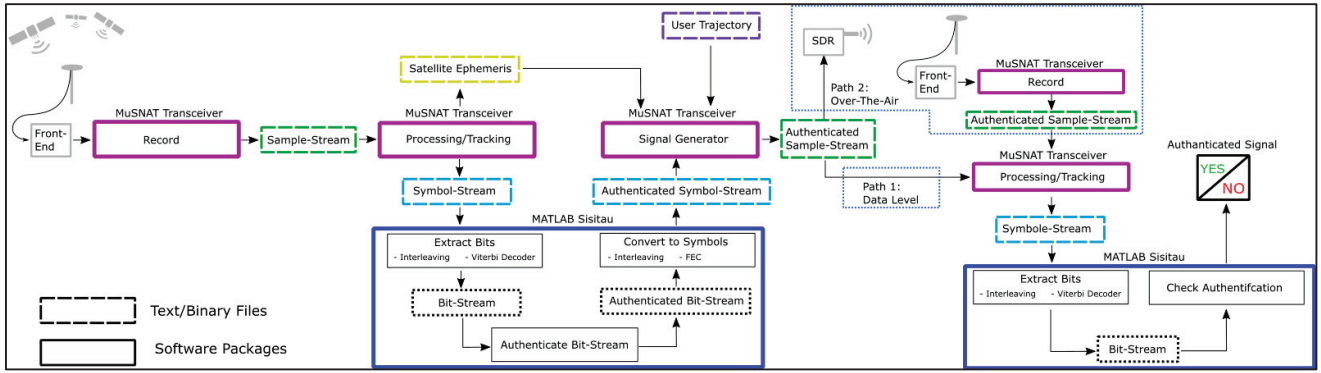 Front-
End
MuSNAT Transceiver
Record
Sample-Stream
Satellite Ephemeris
MuSNAT Transceiver
Processing/Tracking
Symbol-Stream
User Trajectory
MuSNAT Transceiver
Signal Generator
Authenticated Symbol-Stream
MATLAB Sisitau
Extract Bits
- Interleaving - Viterbi Decoder
Bit-Stream
Authenticate Bit-Stream
Convert to Symbols
- Interleaving - FEC
Authenticated Bit-Stream
Authenticated
Sample-Stream
SDR
Path 2:
Over-The-Air
Front-
End
MuSNAT Transceiver
Record
Authenticated Sample-Stream
Path 1:
Data Level
MuSNAT Transceiver
Processing/Tracking
Symbole-Stream
MATLAB Sisitau
Extract Bits
- Interleaving - Viterbi Decoder
Bit-Stream
Check Authentifcation
Authanticated Signal
YES
NO
Text/Binary Files
Software Packages